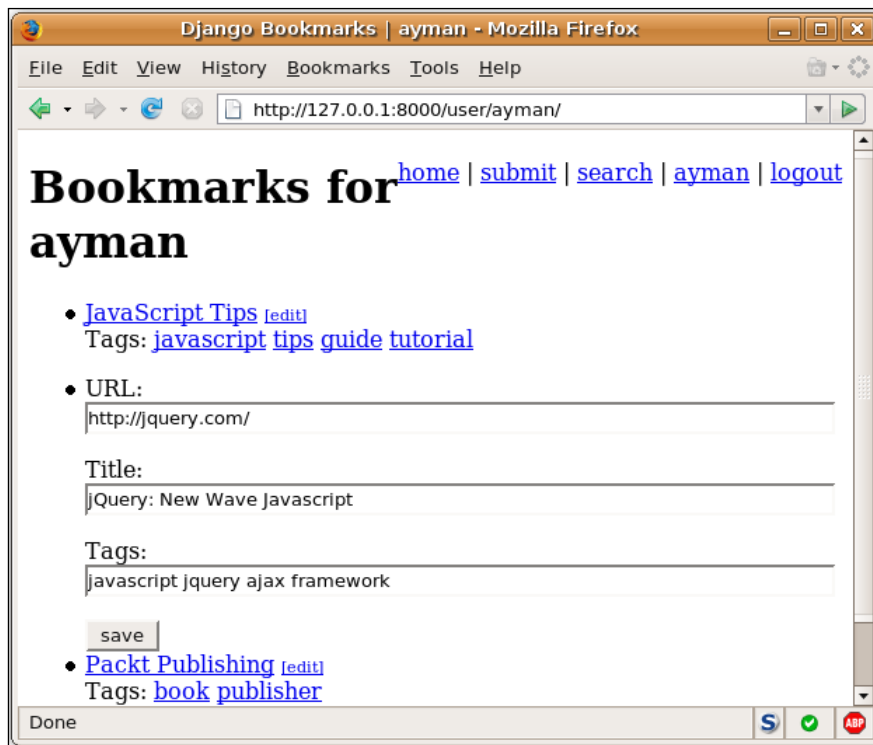 Django Bookmarks | ayman - Mozilla Firefox
File Edit View History Bookmarks Tools Help
http://127.0.0.1:8000/user/ayman/
home | submit | search | ayman | logout
Bookmarks for
ayman
JavaScript Tips [edit]
Tags: javascript tips guide tutorial
URL:
http://jquery.com/
Title:
jQuery: New Wave Javascript
Tags:
javascript jquery ajax framework
save
Packt Publishing [edit]
Tags: book publisher
Done
S
ABP